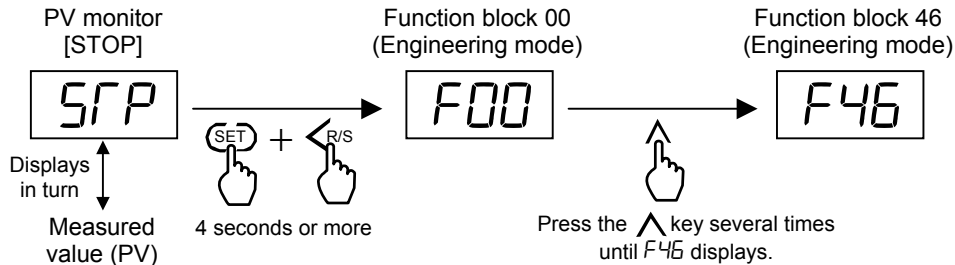 PV monitor
[STOP]
STP
Displays
in turn
Measured
value (PV)
SET + <R/S
4 seconds or more
Function block 00
(Engineering mode)
F00
Press the ∧ key several times
until F46 displays.
Function block 46
(Engineering mode)
F46